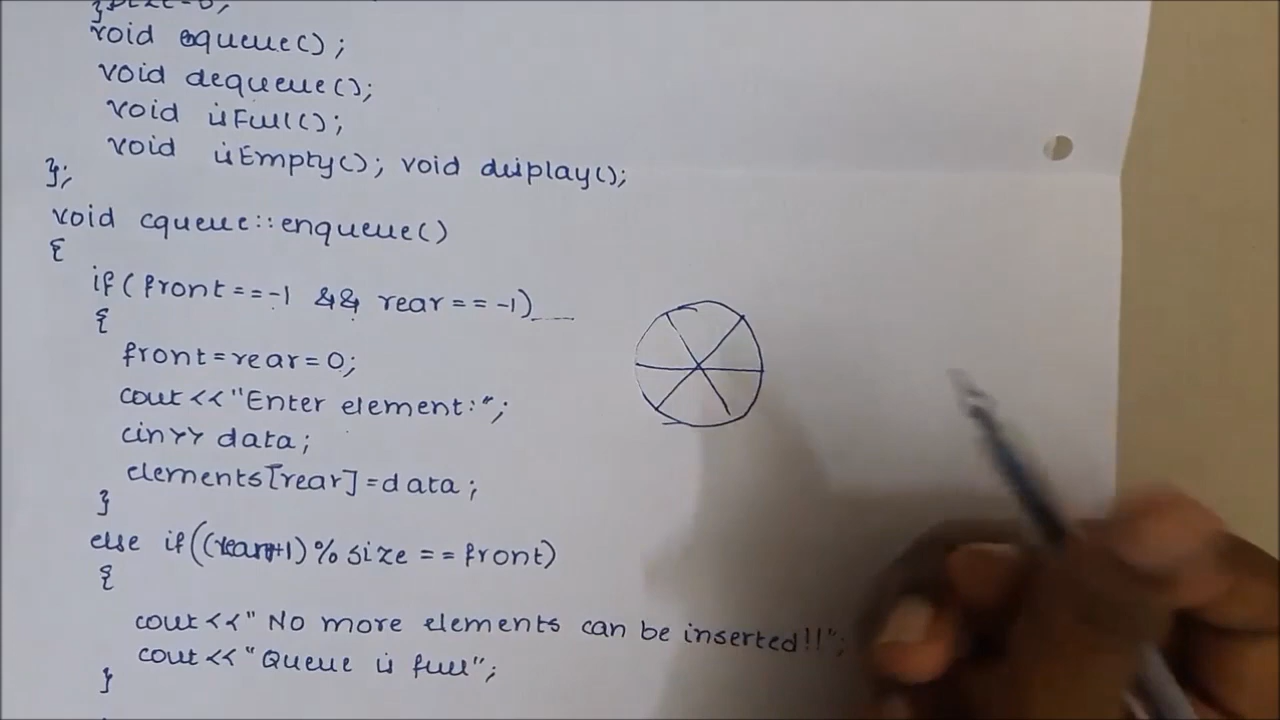 void enqueue();
void dequeue();
void isFull();
void isEmpty(); void display();
};
void cqueue::enqueue()
{
if(front==-1 && rear==-1)
{
front=rear=0;
cout<<"Enter element:";
cin>>data;
elements[rear]=data;
}
else if((rear+1)%size==front)
{
cout<<"No more elements can be inserted!!";
cout<<"Queue is full";
}